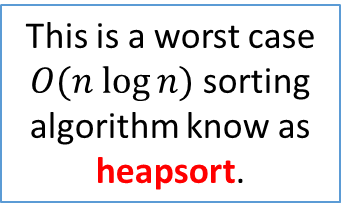 This is a worst case
O(n log n) sorting
algorithm know as
heapsort.